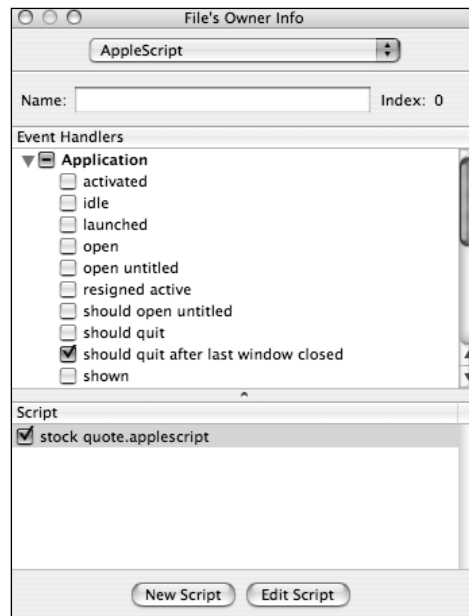 File's Owner Info
AppleScript
Name: Index: 0
Event Handlers
Application
activated
idle
launched
open
open untitled
resigned active
should open untitled
should quit
should quit after last window closed
shown
Script
stock quote.applescript
New Script Edit Script